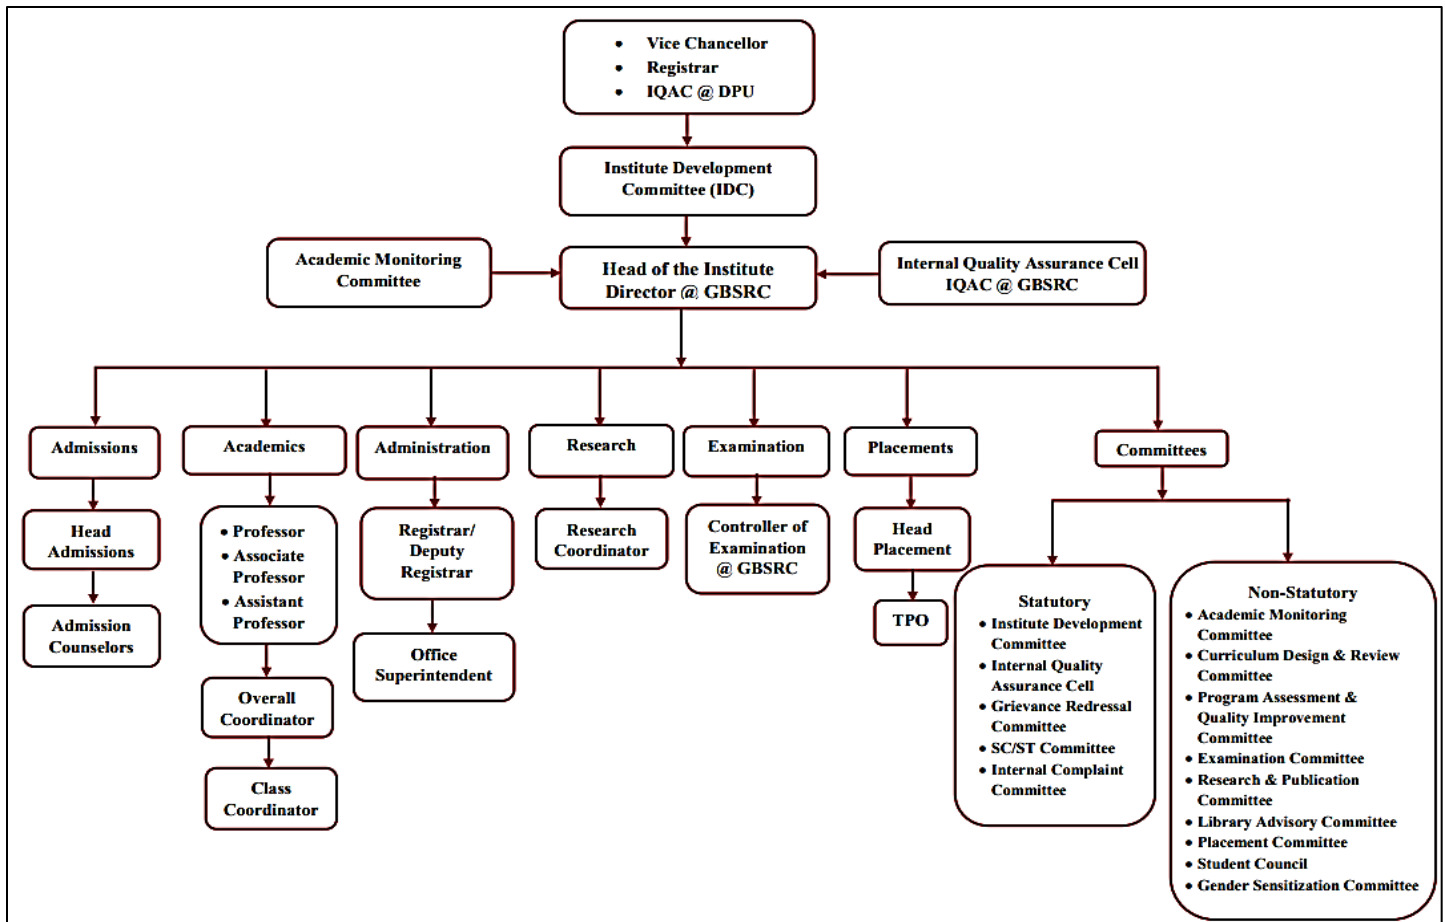 • Vice Chancellor
• Registrar
• IQAC @ DPU
Institute Development
Committee (IDC)
Academic Monitoring
Committee
Head of the Institute
Director @ GBSRC
Internal Quality Assurance Cell
IQAC @ GBSRC
Admissions
Academics
Administration
Research
Examination
Placements
Committees
Head
Admissions
Admission
Counselors
• Professor
• Associate
Professor
• Assistant
Professor
Overall
Coordinator
Class
Coordinator
Registrar/
Deputy
Registrar
Office
Superintendent
Research
Coordinator
Controller of
Examination
@ GBSRC
Head
Placement
TPO
Statutory
• Institute Development
Committee
• Internal Quality
Assurance Cell
• Grievance Redressal
Committee
• SC/ST Committee
• Internal Complaint
Committee
Non-Statutory
• Academic Monitoring
Committee
• Curriculum Design & Review
Committee
• Program Assessment &
Quality Improvement
Committee
• Examination Committee
• Research & Publication
Committee
• Library Advisory Committee
• Placement Committee
• Student Council
• Gender Sensitization Committee